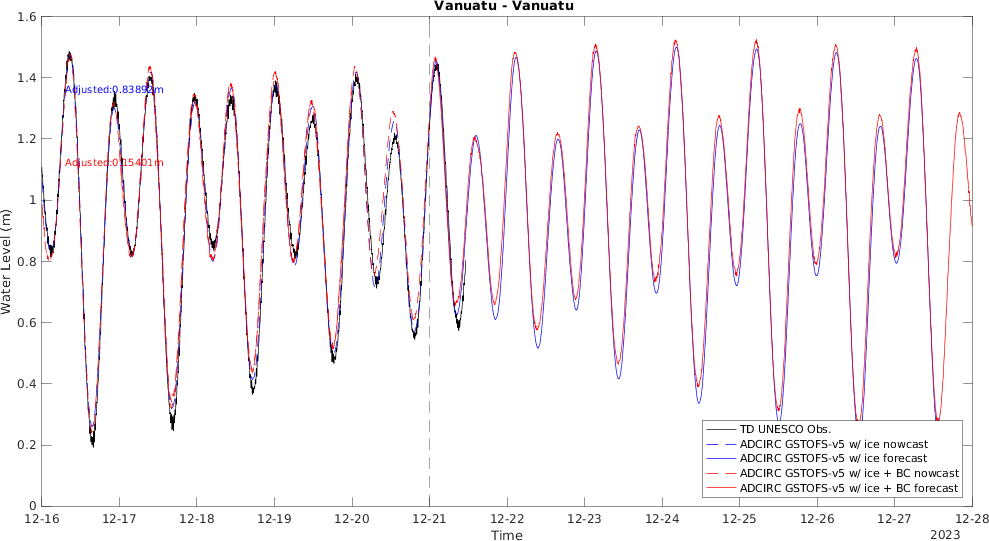 Vanuatu - Vanuatu
1.6
1.4
1.2
1
0.8
0.6
0.4
0.2
0
Water Level (m)
Adjusted:0.83892m
Adjusted:0.15401m
TD UNESCO Obs.
ADCIRC GSTOFS-v5 w/ ice nowcast
ADCIRC GSTOFS-v5 w/ ice forecast
ADCIRC GSTOFS-v5 w/ ice + BC nowcast
ADCIRC GSTOFS-v5 w/ ice + BC forecast
12-16 12-17 12-18 12-19 12-20 12-21 12-22 12-23 12-24 12-25 12-26 12-27 12-28
Time
2023